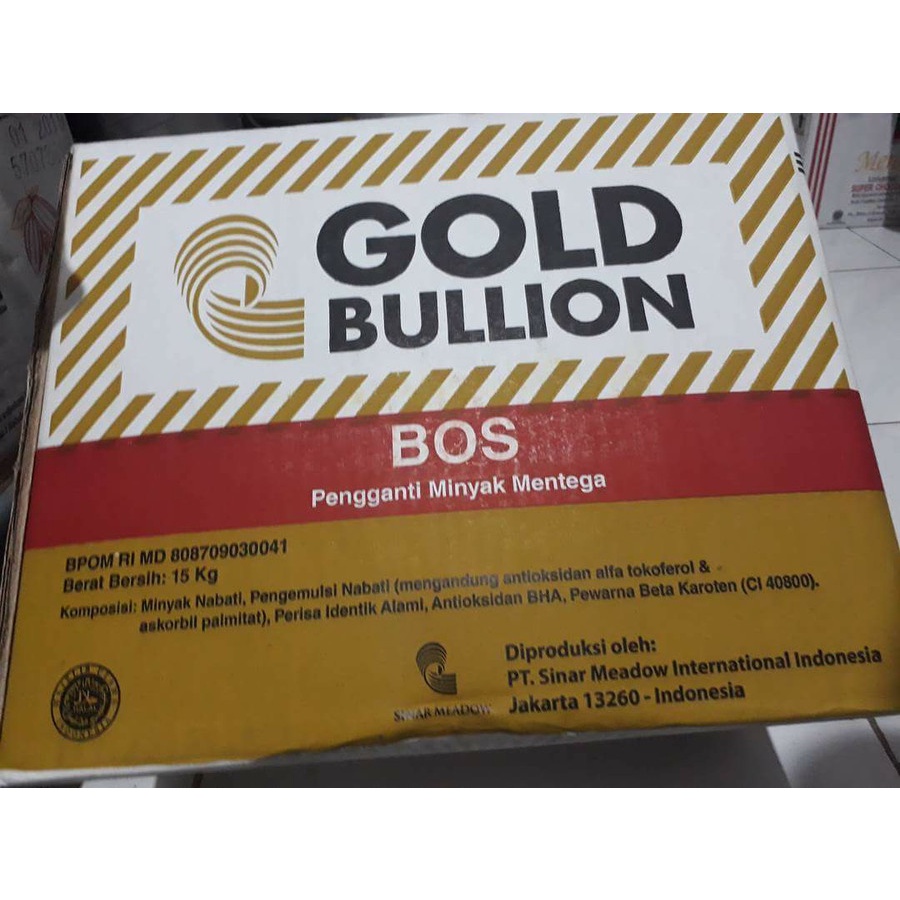 GOLD
BULLION
BOS
Pengganti Minyak Mentega
BPOM RI MD 808709030041
Berat Bersih: 15 Kg
Komposisi: Minyak Nabati, Pengemulsi Nabati (mengandung antioksidan alfa tokoferol &
askorbil palmitat), Perisa Identik Alami, Antioksidan BHA, Pewarna Beta Karoten (CI 40800).
Diproduksi oleh:
PT. Sinar Meadow International Indonesia
Jakarta 13260 - Indonesia
SINAR MEADOW
HALAL